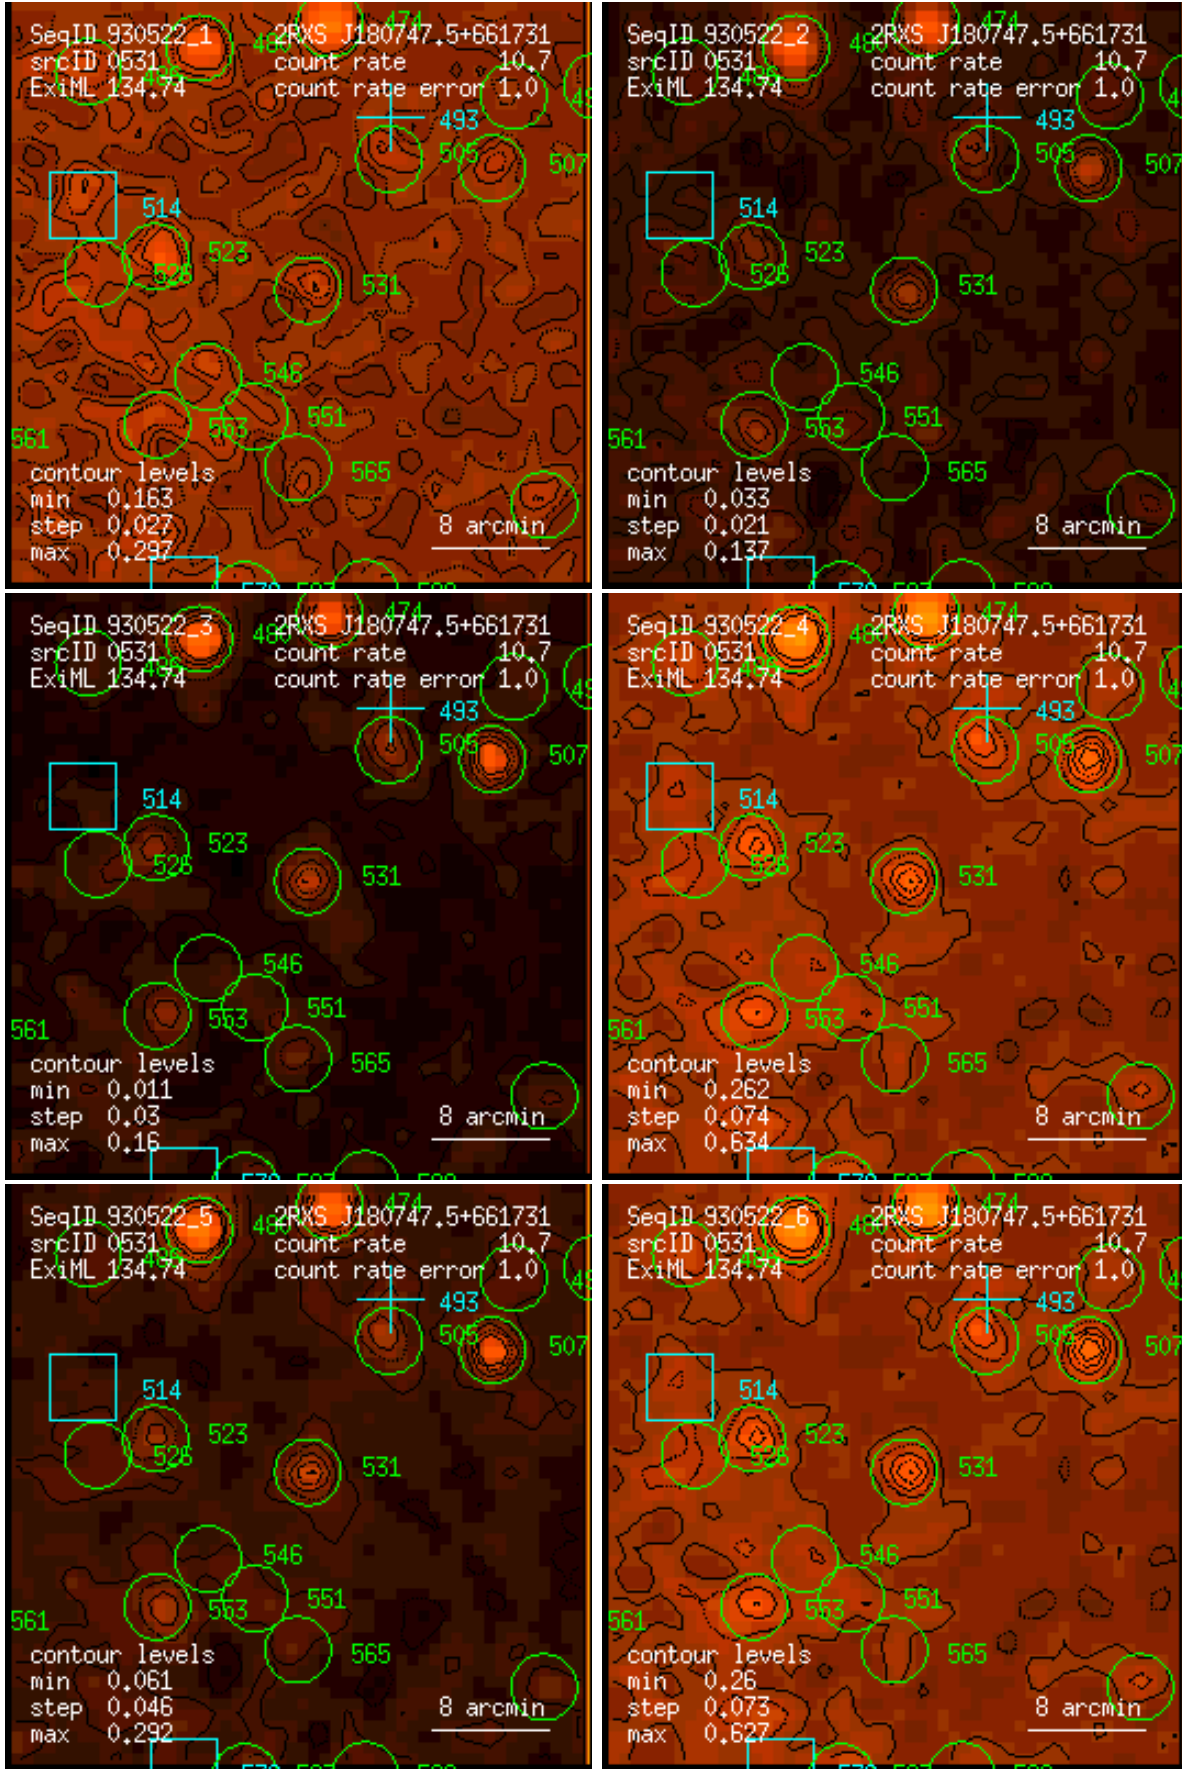 474
SeqID 930522_1 480 2RXS J180747.5+661731
srcID 0531 count rate 10.7
ExiML 134.74 count rate error 1.0
493
505 507
514
523
526
531
546
551
561 553
565
contour levels
min 0.163
step 0.027
max 0.297
8 arcmin
474
SeqID 930522_2 480 2RXS J180747.5+661731
srcID 0531 count rate 10.7
ExiML 134.74 count rate error 1.0
493
505 507
514
523
526
531
546
551
561 553
565
contour levels
min 0.033
step 0.021
max 0.137
8 arcmin
474
SeqID 930522_3 480 2RXS J180747.5+661731
srcID 0531 count rate 10.7
ExiML 134.74 count rate error 1.0
493
505 507
514
523
526
531
546
551
561 553
565
contour levels
min 0.011
step 0.03
max 0.16
8 arcmin
474
SeqID 930522_4 480 2RXS J180747.5+661731
srcID 0531 count rate 10.7
ExiML 134.74 count rate error 1.0
493
505 507
514
523
526
531
546
551
561 553
565
contour levels
min 0.262
step 0.074
max 0.634
8 arcmin
474
SeqID 930522_5 480 2RXS J180747.5+661731
srcID 0531 count rate 10.7
ExiML 134.74 count rate error 1.0
493
505 507
514
523
526
531
546
551
561 553
565
contour levels
min 0.061
step 0.046
max 0.292
8 arcmin
474
SeqID 930522_6 480 2RXS J180747.5+661731
srcID 0531 count rate 10.7
ExiML 134.74 count rate error 1.0
493
505 507
514
523
526
531
546
551
561 553
565
contour levels
min 0.26
step 0.073
max 0.627
8 arcmin